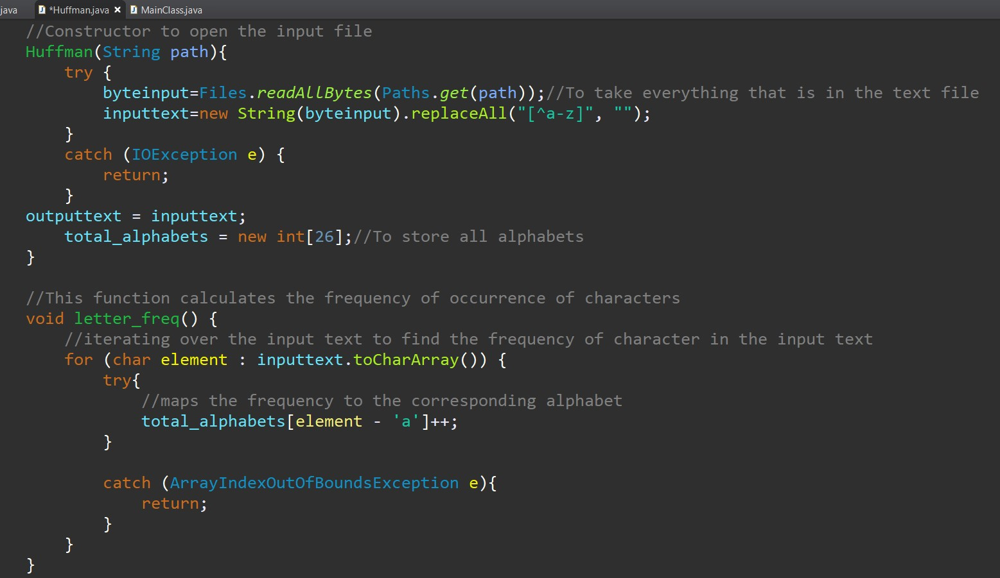 java *Huffman.java × MainClass.java
//Constructor to open the input file
Huffman(String path){
try {
byteinput=Files.readAllBytes(Paths.get(path));//To take everything that is in the text file
inputtext=new String(byteinput).replaceAll("[^a-z]", "");
}
catch (IOException e) {
return;
}
outputtext = inputtext;
total_alphabets = new int[26];//To store all alphabets
}
//This function calculates the frequency of occurrence of characters
void letter_freq() {
//iterating over the input text to find the frequency of character in the input text
for (char element : inputtext.toCharArray()) {
try{
//maps the frequency to the corresponding alphabet
total_alphabets[element - 'a']++;
}
catch (ArrayIndexOutOfBoundsException e){
return;
}
}
}